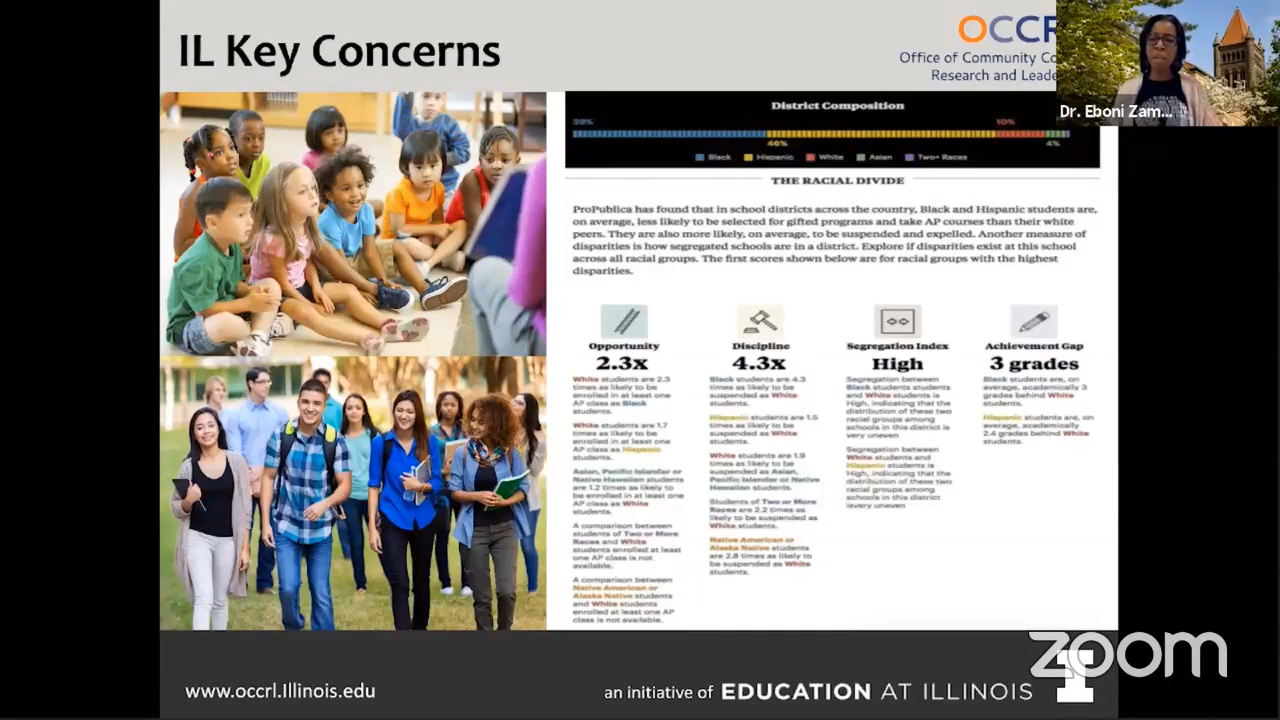 IL Key Concerns
OCCR
Office of Community Co
Research and Leade
Dr. Eboni Zam...
District Composition
39%
10%
46%
4%
Black
Hispanic
White
Asian
Two+ Races
THE RACIAL DIVIDE
ProPublica has found that in school districts across the country, Black and Hispanic students are,
on average, less likely to be selected for gifted programs and take AP courses than their white
peers. They are also more likely, on average, to be suspended and expelled. Another measure of
disparities is how segregated schools are in a district. Explore if disparities exist at this school
across all racial groups. The first scores shown below are for racial groups with the highest
disparities.
Opportunity
2.3x
White students are 2.3
times as likely to be
enrolled in at least one
AP class as Black
students.
White students are 1.7
times as likely to be
enrolled in at least one
AP class as Hispanic
students.
Asian, Pacific Islander or
Native Hawaiian students
are 1.2 times as likely to
be enrolled in at least one
AP class as White
students.
A comparison between
students of Two or More
Races and White
students enrolled at least
one AP class is not
available.
A comparison between
Native American or
Alaska Native students
and White students
enrolled at least one AP
class is not available.
Discipline
4.3x
Black students are 4.3
times as likely to be
suspended as White
students.
Hispanic students are 1.5
times as likely to be
suspended as White
students.
White students are 1.9
times as likely to be
suspended as Asian,
Pacific Islander or Native
Hawaiian students.
Students of Two or More
Races are 2.2 times as
likely to be suspended as
White students.
Native American or
Alaska Native students
are 2.8 times as likely to
be suspended as White
students.
Segregation Index
High
Segregation between
Black students students
and White students is
High, indicating that the
distribution of these two
racial groups among
schools in this district is
very uneven
Segregation between
White students and
Hispanic students is
High, indicating that the
distribution of these two
racial groups among
schools in this district
is very uneven
Achievement Gap
3 grades
Black students are, on
average, academically 3
grades behind White
students.
Hispanic students are, on
average, academically
2.4 grades behind White
students.
www.occrl.Illinois.edu
an initiative of EDUCATION AT ILLINOIS
I
zoom